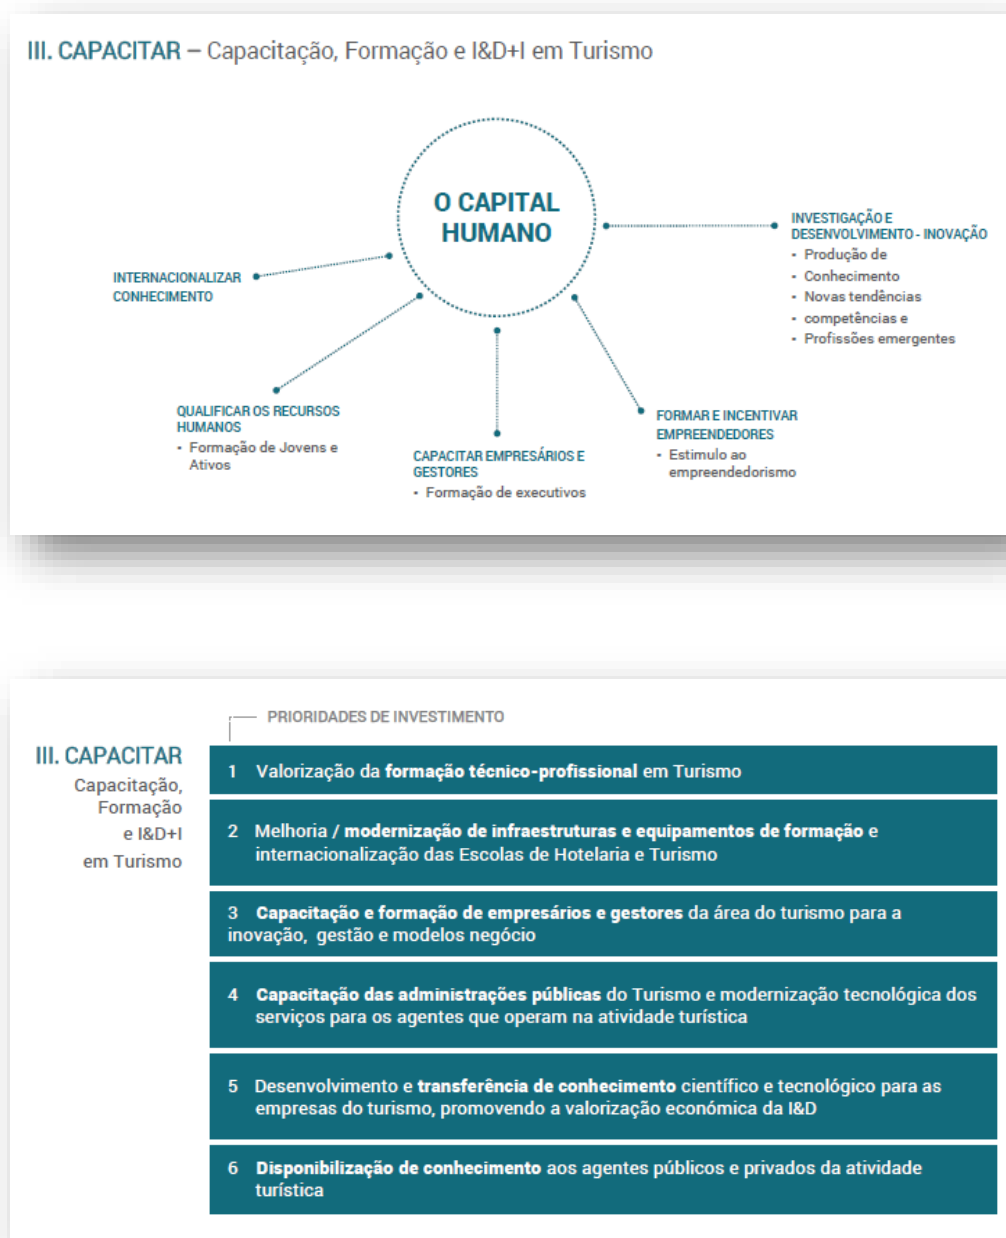 III. CAPACITAR – Capacitação, Formação e I&D+I em Turismo
O CAPITAL
HUMANO
INTERNACIONALIZAR
CONHECIMENTO
QUALIFICAR OS RECURSOS
HUMANOS
• Formação de Jovens e
Ativos
CAPACITAR EMPRESÁRIOS E
GESTORES
• Formação de executivos
FORMAR E INCENTIVAR
EMPREENDEDORES
• Estimulo ao
empreendedorismo
INVESTIGAÇÃO E
DESENVOLVIMENTO - INOVAÇÃO
• Produção de
• Conhecimento
• Novas tendências
• competências e
• Profissões emergentes
PRIORIDADES DE INVESTIMENTO
III. CAPACITAR
Capacitação,
Formação
e I&D+I
em Turismo
1 Valorização da formação técnico-profissional em Turismo
2 Melhoria / modernização de infraestruturas e equipamentos de formação e
internacionalização das Escolas de Hotelaria e Turismo
3 Capacitação e formação de empresários e gestores da área do turismo para a
inovação, gestão e modelos negócio
4 Capacitação das administrações públicas do Turismo e modernização tecnológica dos
serviços para os agentes que operam na atividade turística
5 Desenvolvimento e transferência de conhecimento científico e tecnológico para as
empresas do turismo, promovendo a valorização económica da I&D
6 Disponibilização de conhecimento aos agentes públicos e privados da atividade
turística